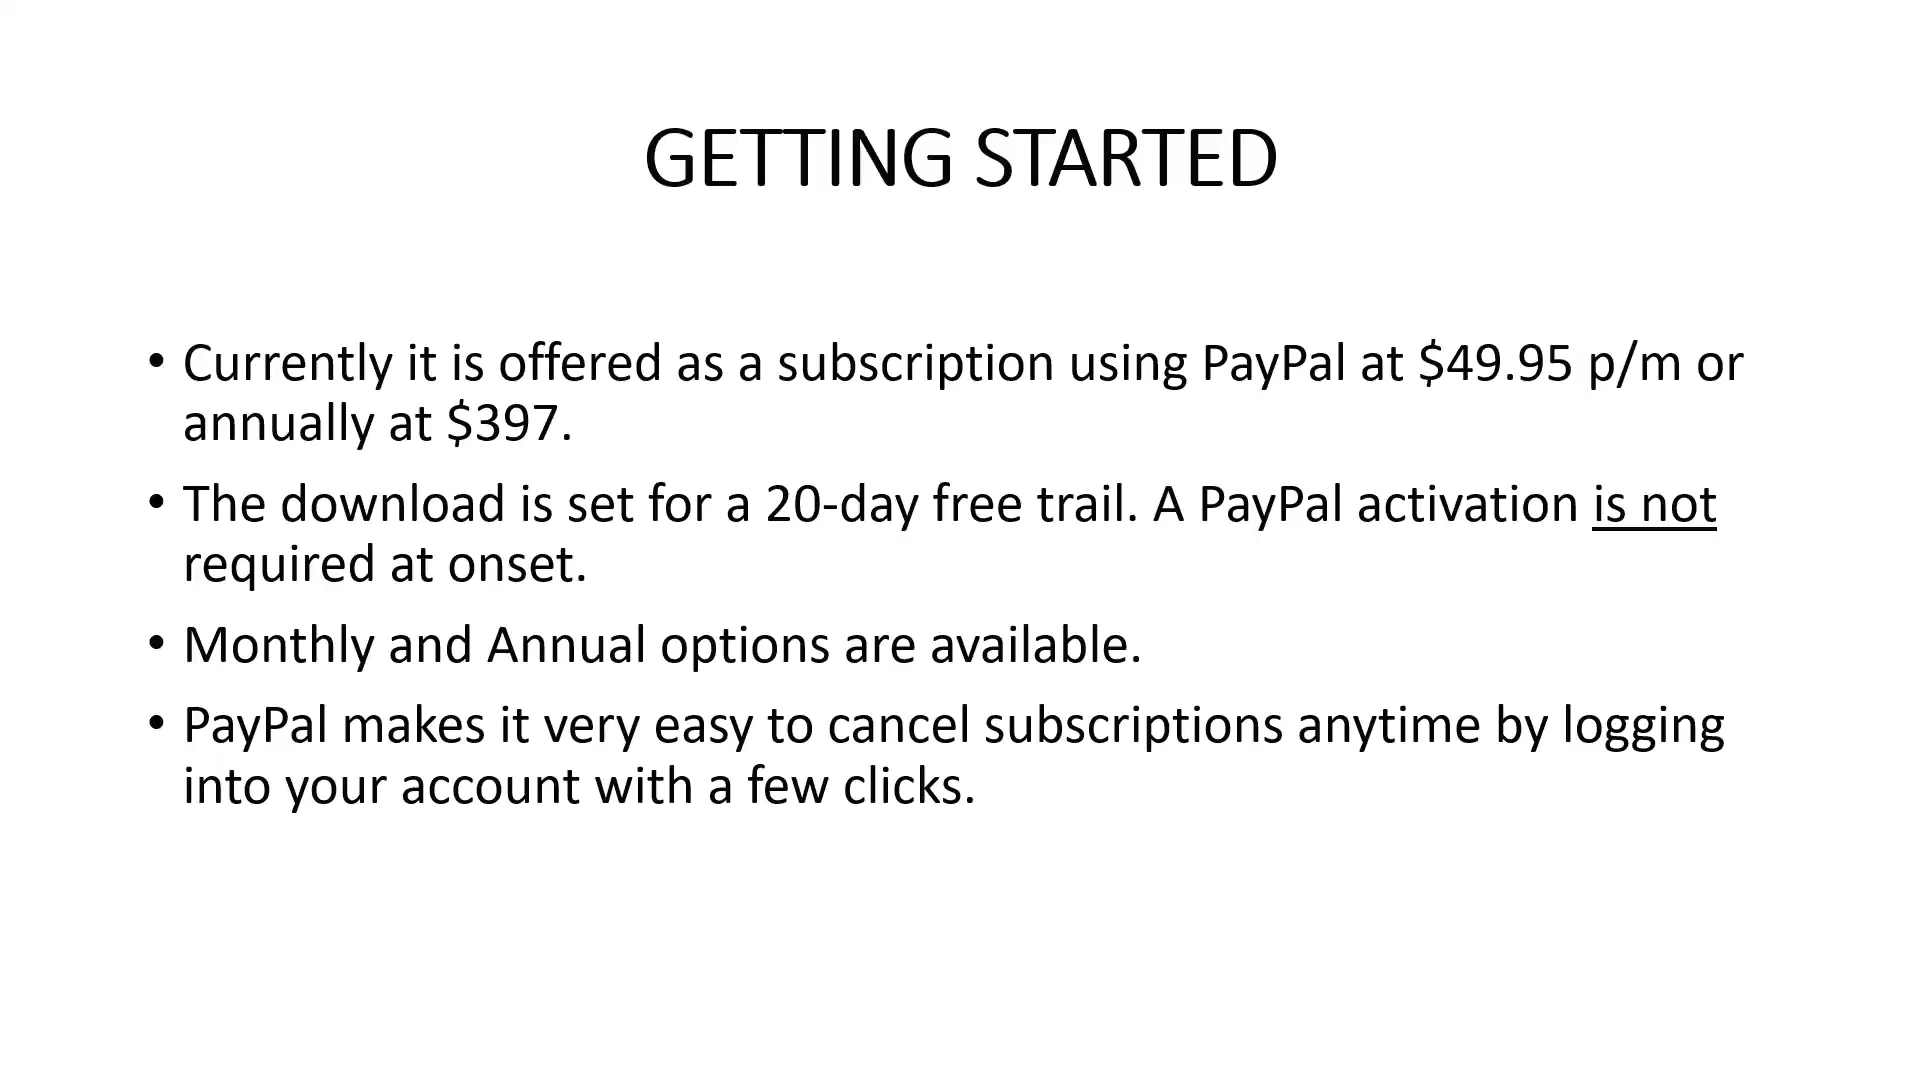 GETTING STARTED
• Currently it is offered as a subscription using PayPal at $49.95 p/m or
annually at $397.
• The download is set for a 20-day free trail. A PayPal activation is not
required at onset.
• Monthly and Annual options are available.
• PayPal makes it very easy to cancel subscriptions anytime by logging
into your account with a few clicks.